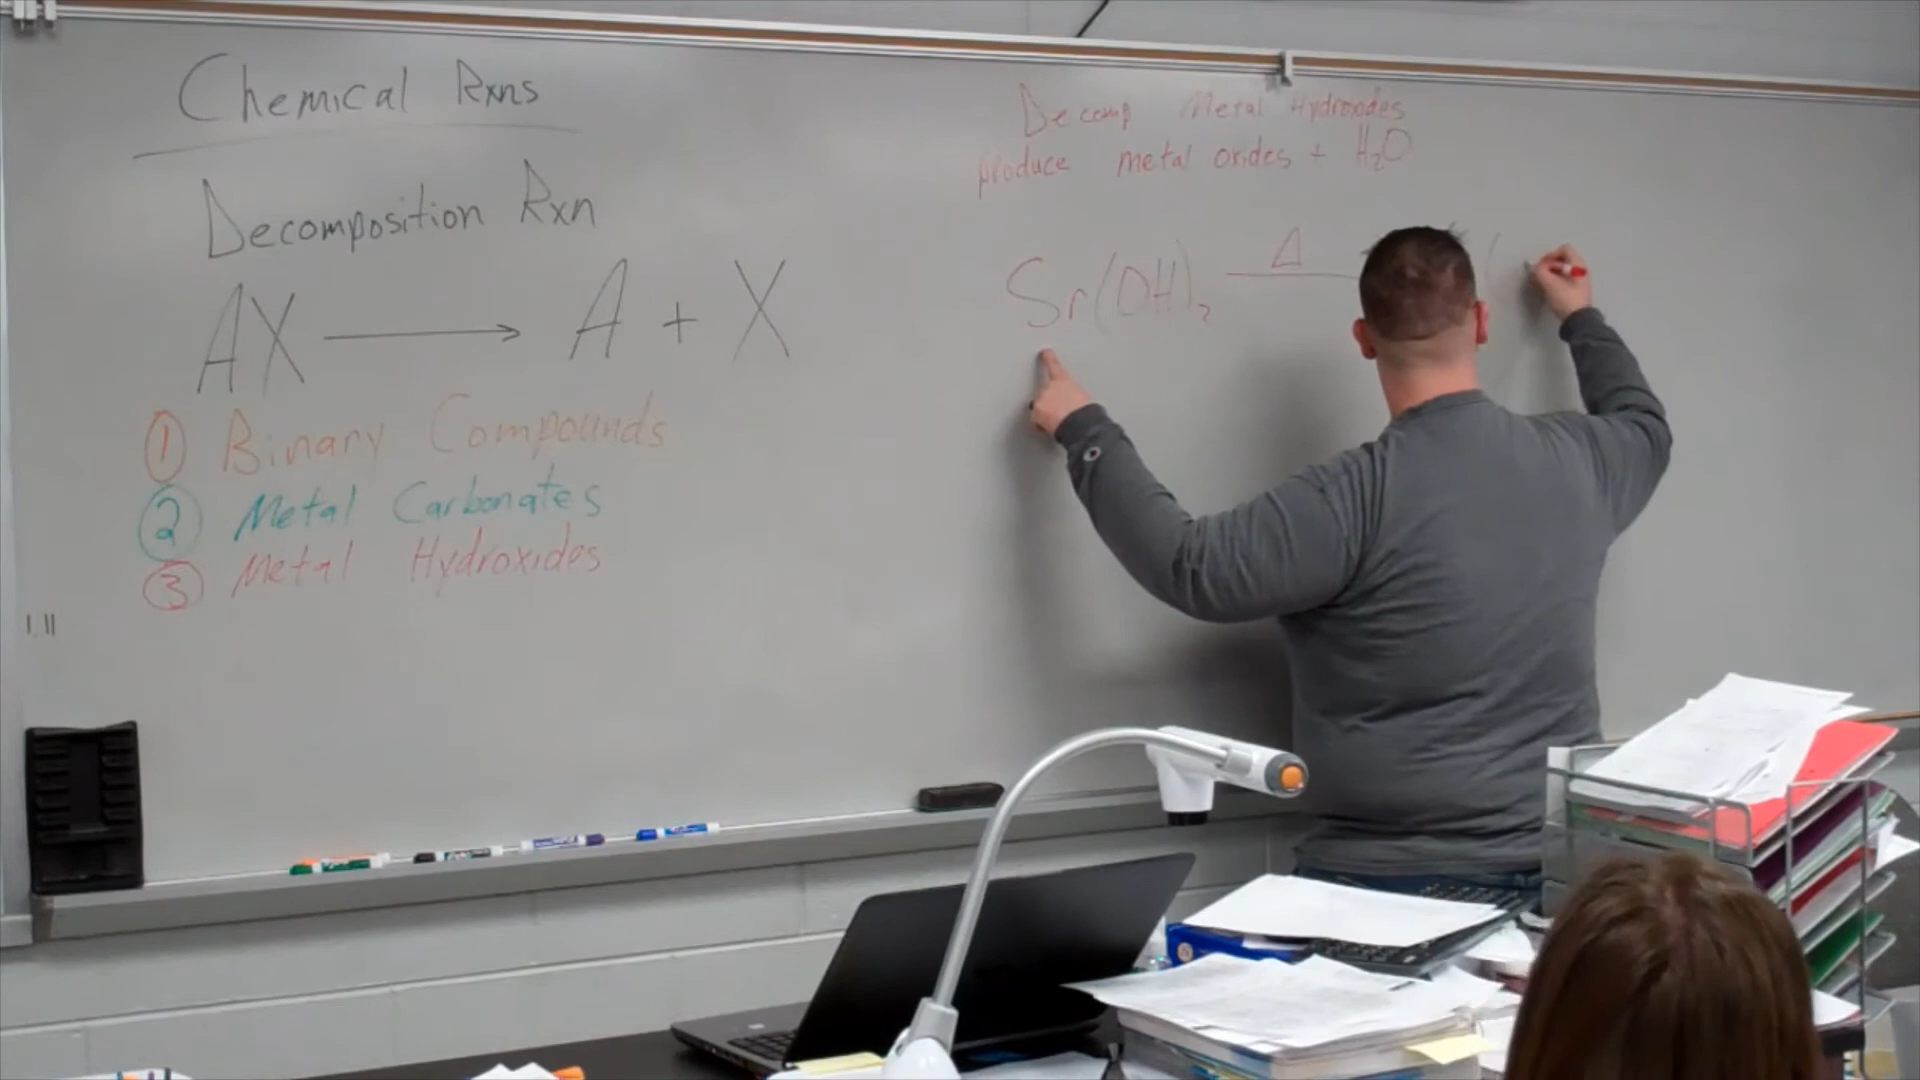 Chemical Rxns
Decomposition Rxn
AX → A + X
① Binary Compounds
② Metal Carbonates
③ Metal Hydroxides
Decomp Metal Hydroxides
produce metal oxides + H₂O
Sr(OH)₂ Δ